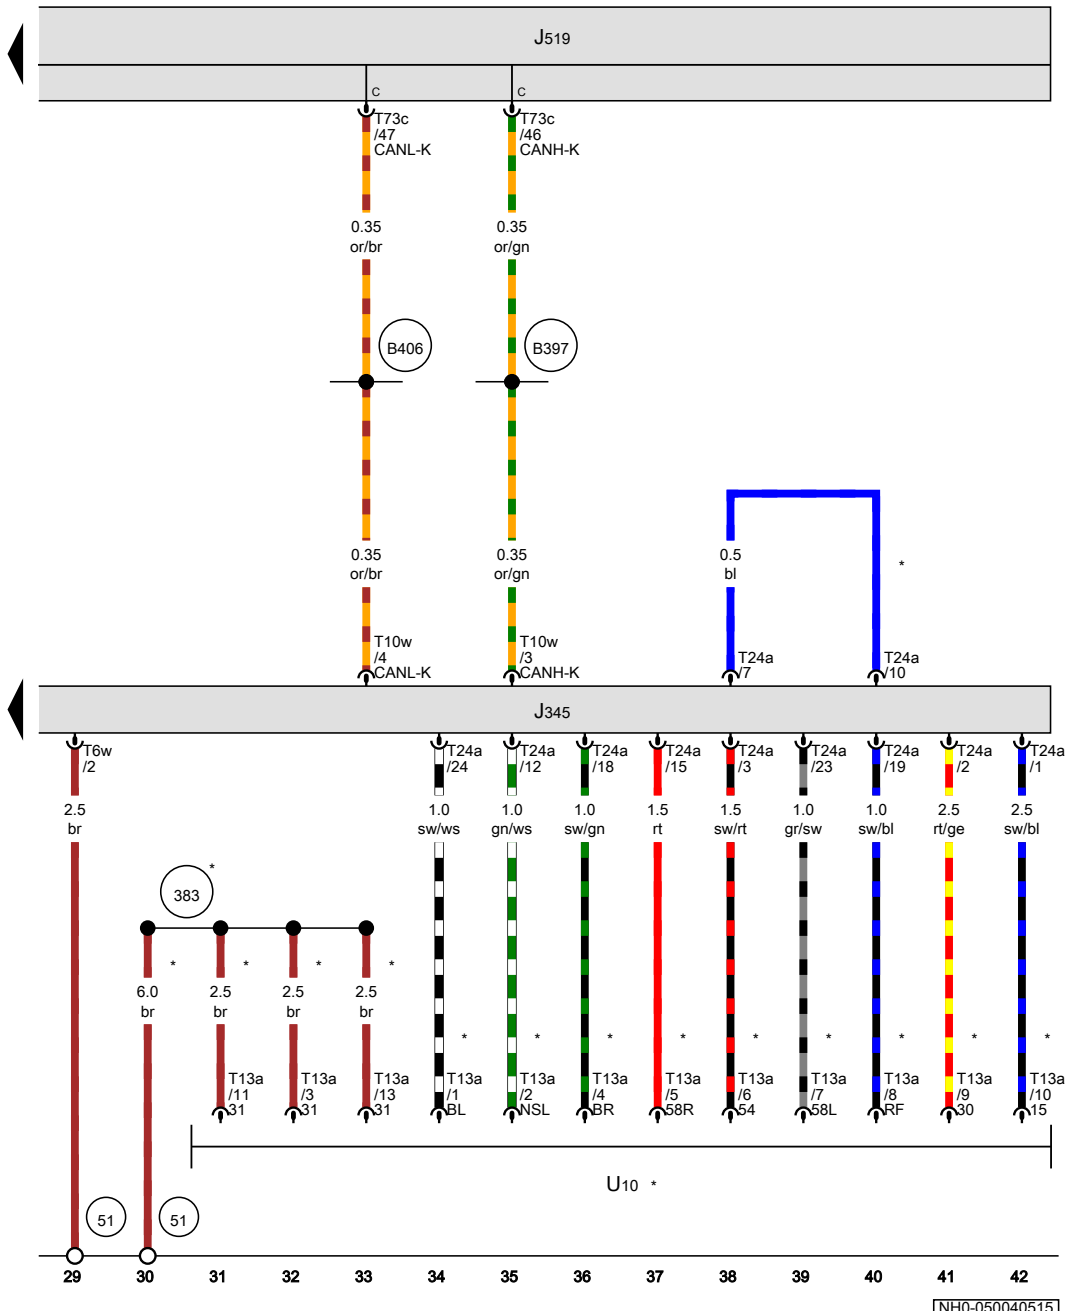 J519
C C
T73c T73c
/47 /46
CANL-K CANH-K
0.35 0.35
or/br or/gn
B406 B397
0.35 0.35 0.5
or/br or/gn bl *
T10w T10w T24a T24a
/4 /3 /7 /10
CANL-K CANH-K
J345
T6w T24a T24a T24a T24a T24a T24a T24a T24a T24a
/2 /24 /12 /18 /15 /3 /23 /19 /2 /1
2.5 1.0 1.0 1.0 1.5 1.5 1.0 1.0 2.5 2.5
br sw/ws gn/ws sw/gn rt sw/rt gr/sw sw/bl rt/ge sw/bl
383 *
* * * *
6.0 2.5 2.5 2.5
br br br br
* * * * * * * * *
T13a T13a T13a T13a T13a T13a T13a T13a T13a T13a T13a T13a
/11 /3 /13 /1 /2 /4 /5 /6 /7 /8 /9 /10
31 31 31 BL NSL BR 58R 54 58L RF 30 15
U10 *
51 51
29 30 31 32 33 34 35 36 37 38 39 40 41 42
NH0-050040515